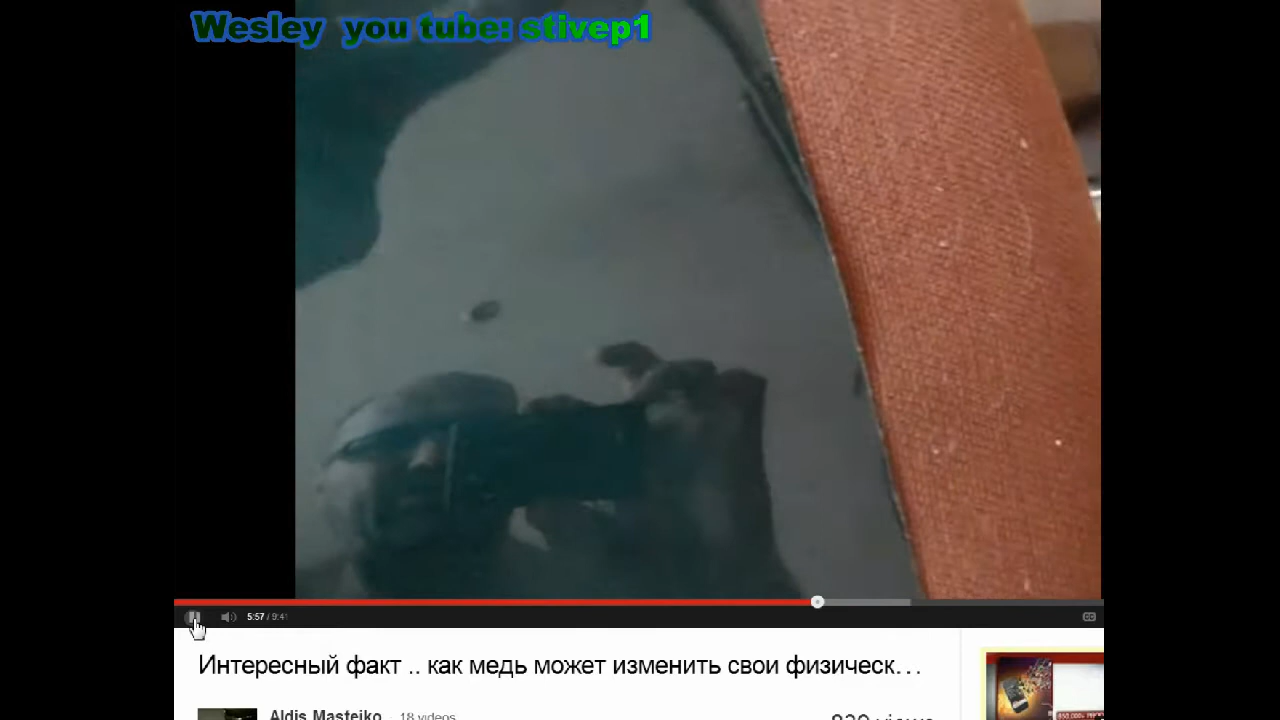 Wesley you tube: stivep1
5:57 / 9:41
CC
Интересный факт .. как медь может изменить свои физическ...
Aldis Masteiko · 18 videos